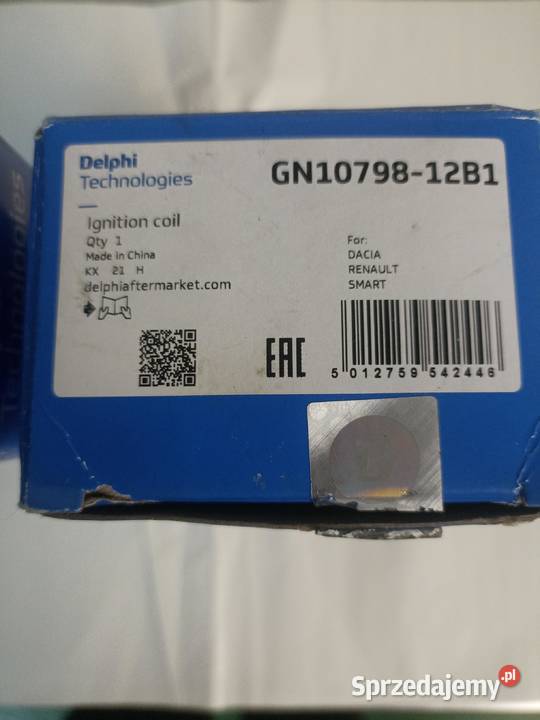 Delphi
Technologies
GN10798-12B1
Ignition coil
Qty 1
Made in China
KX 21 H
delphiaftermarket.com
For:
DACIA
RENAULT
SMART
EAC
5 012759 542446
Technologies
Sprzedajemy.pl